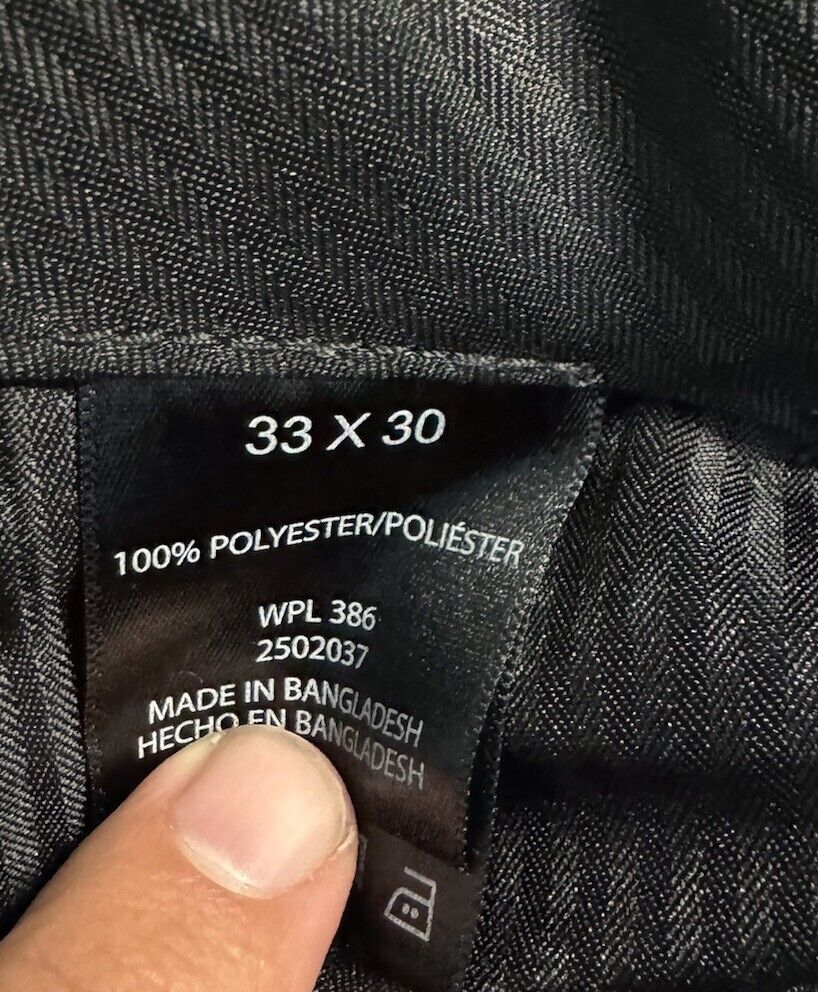 33 X 30
100% POLYESTER/POLIÉSTER
WPL 386
2502037
MADE IN BANGLADESH
HECHO EN BANGLADESH